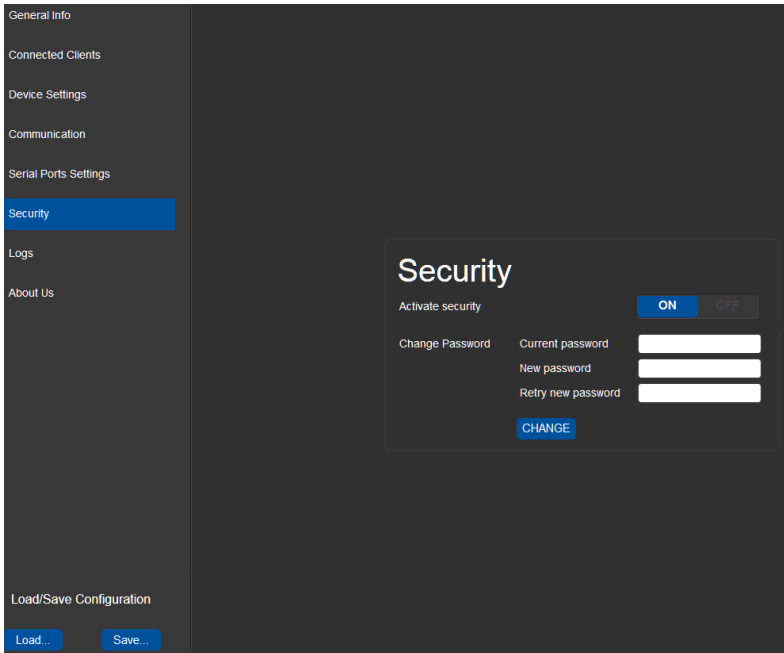 General Info
Connected Clients
Device Settings
Communication
Serial Ports Settings
Security
Logs
About Us
Load/Save Configuration
Load... Save...
Security
Activate security ON OFF
Change Password Current password
New password
Retry new password
CHANGE